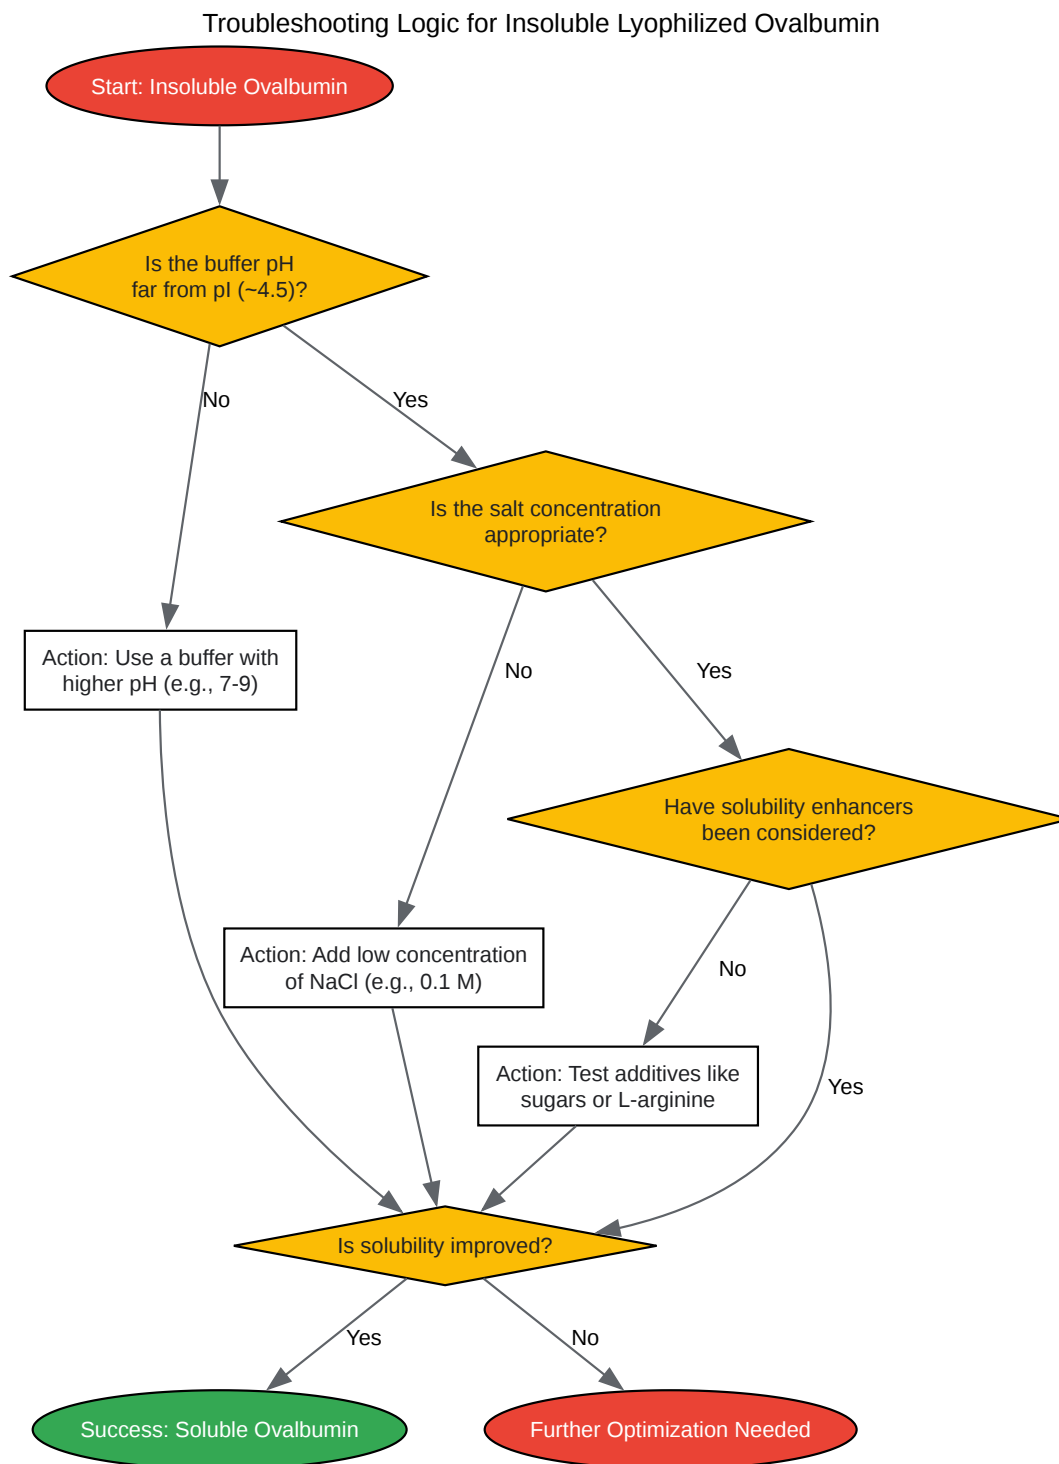 Troubleshooting Logic for Insoluble Lyophilized Ovalbumin
Start: Insoluble Ovalbumin
Is the buffer pH
far from pI (~4.5)?
No
Yes
Is the salt concentration
appropriate?
Action: Use a buffer with
higher pH (e.g., 7-9)
No
Yes
Have solubility enhancers
been considered?
Action: Add low concentration
of NaCl (e.g., 0.1 M)
No
Action: Test additives like
sugars or L-arginine
Yes
Is solubility improved?
Yes
No
Success: Soluble Ovalbumin
Further Optimization Needed